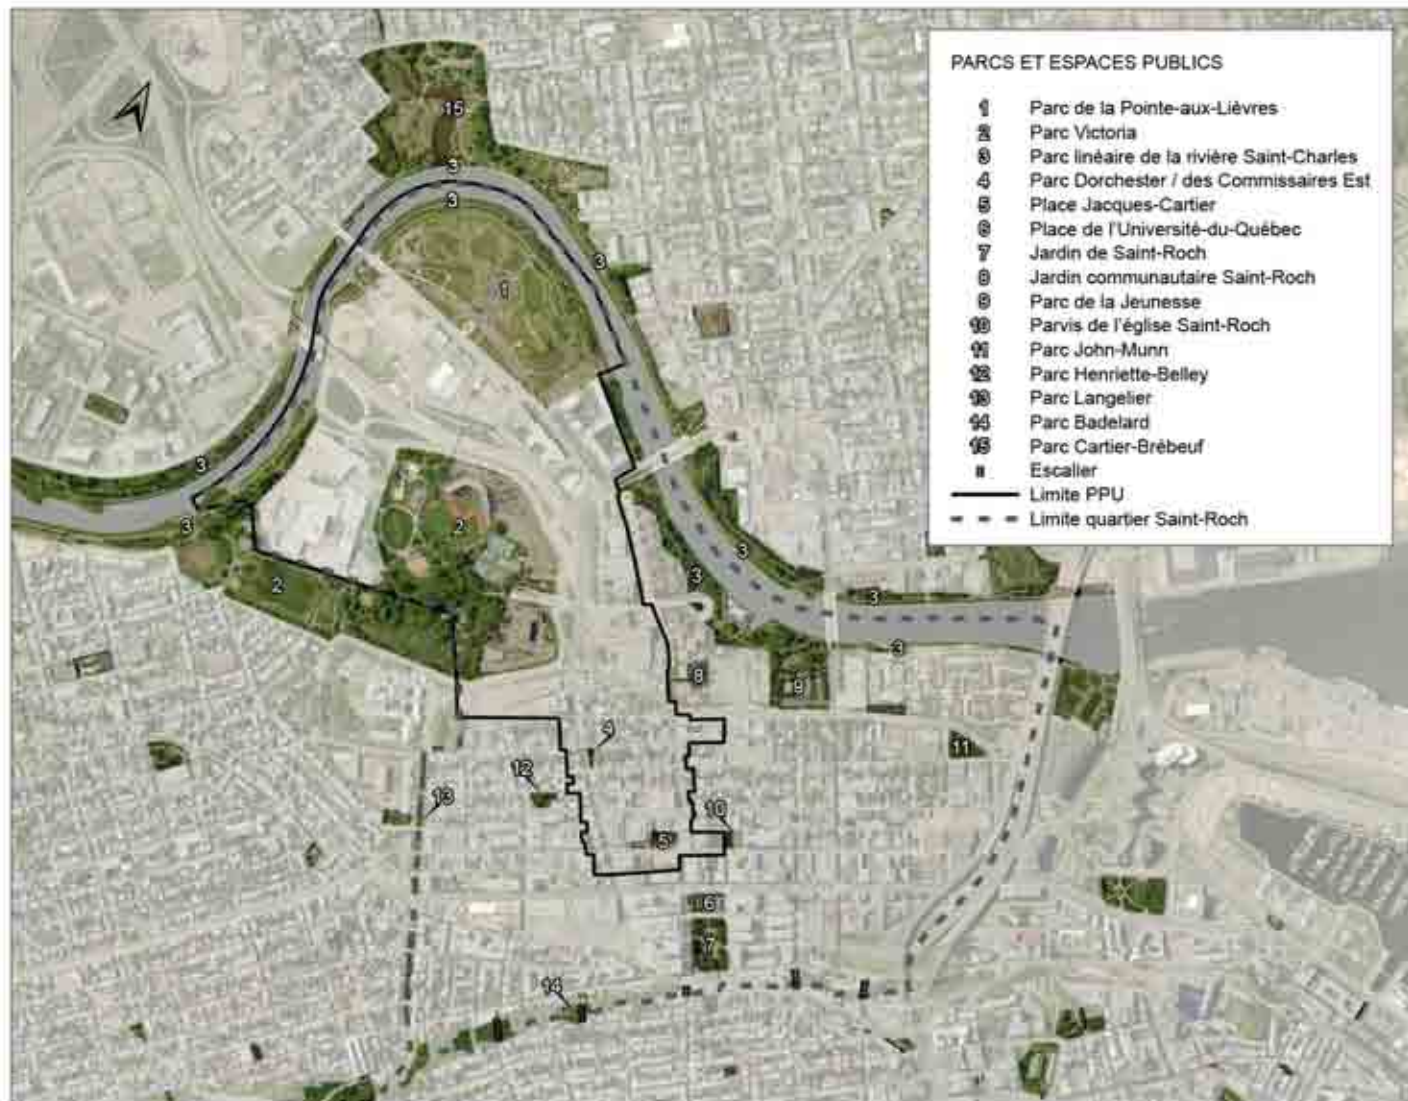 PARCS ET ESPACES PUBLICS
1 Parc de la Pointe-aux-Lièvres
2 Parc Victoria
3 Parc linéaire de la rivière Saint-Charles
4 Parc Dorchester / des Commissaires Est
5 Place Jacques-Cartier
6 Place de l'Université-du-Québec
7 Jardin de Saint-Roch
8 Jardin communautaire Saint-Roch
9 Parc de la Jeunesse
10 Parvis de l'église Saint-Roch
11 Parc John-Munn
12 Parc Henriette-Belley
13 Parc Langelier
14 Parc Badelard
15 Parc Cartier-Brébeuf
Escalier
Limite PPU
Limite quartier Saint-Roch
15
3
3
3
1
3
2
3
3
2
3
3
3
8
9
4
11
12
13
10
5
6
7
14